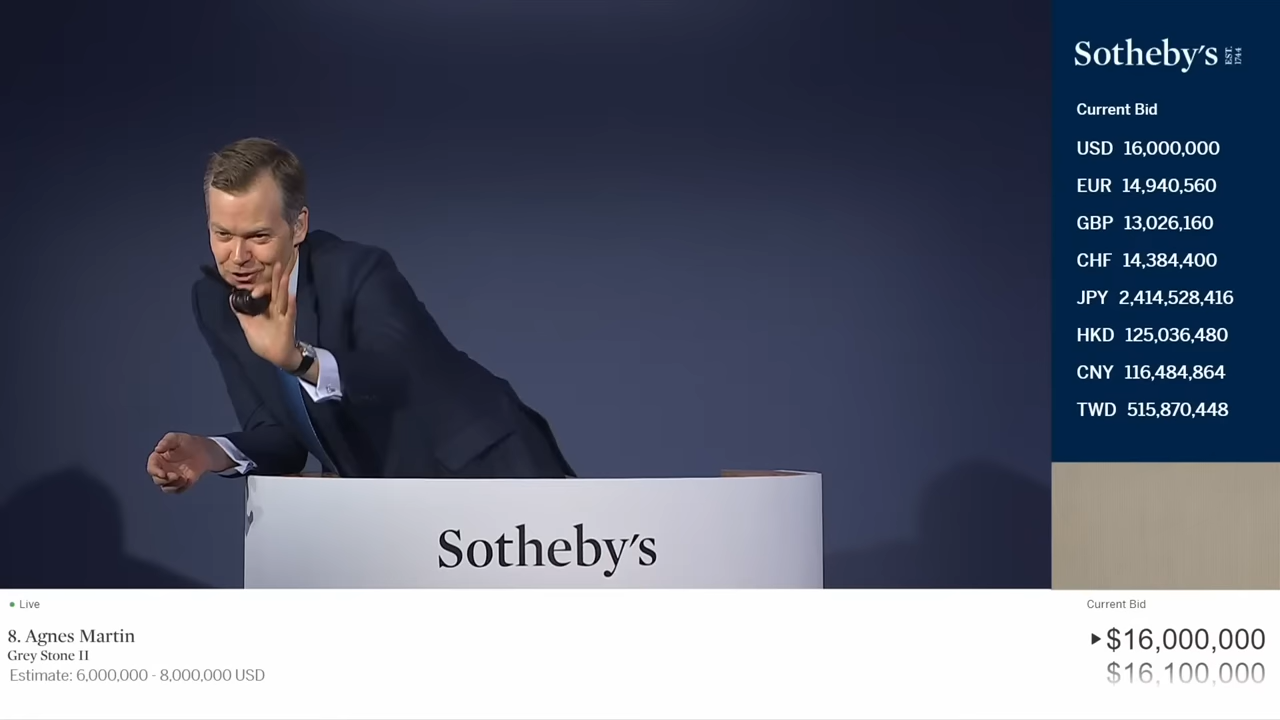 Sotheby's EST. 1744
Current Bid
USD 16,000,000
EUR 14,940,560
GBP 13,026,160
CHF 14,384,400
JPY 2,414,528,416
HKD 125,036,480
CNY 116,484,864
TWD 515,870,448
Sotheby's
Live
8. Agnes Martin
Grey Stone II
Estimate: 6,000,000 - 8,000,000 USD
Current Bid
$16,000,000
$16,100,000